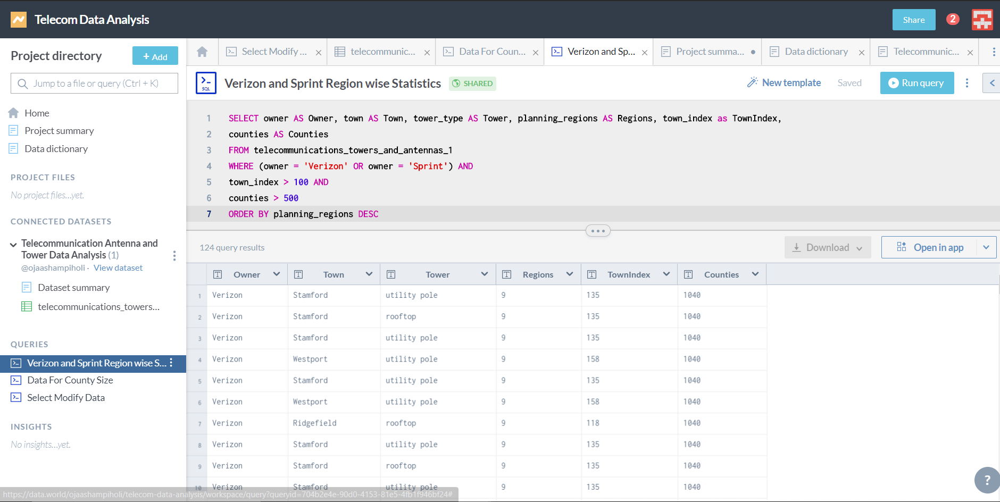 Telecom Data Analysis
Share
2
Project directory
+ Add
Jump to a file or query (Ctrl + K)
Home
Project summary
Data dictionary
PROJECT FILES
No project files...yet.
CONNECTED DATASETS
Telecommunication Antenna and
Tower Data Analysis (1)
@ojaashampiholi · View dataset
Dataset summary
telecommunications_towers...
QUERIES
Verizon and Sprint Region wise S...
Data For County Size
Select Modify Data
INSIGHTS
No insights...yet.
Select Modify ...
telecommunic...
Data For Coun...
Verizon and Sp...
Project summa...
Data dictionary
Telecommunic...
SQL
Verizon and Sprint Region wise Statistics
SHARED
New template
Saved
Run query
1 SELECT owner AS Owner, town AS Town, tower_type AS Tower, planning_regions AS Regions, town_index as TownIndex,
2 counties AS Counties
3 FROM telecommunications_towers_and_antennas_1
4 WHERE (owner = 'Verizon' OR owner = 'Sprint') AND
5 town_index > 100 AND
6 counties > 500
7 ORDER BY planning_regions DESC
124 query results
Download
Open in app
Owner Town Tower Regions TownIndex Counties
1 Verizon Stamford utility pole 9 135 1040
2 Verizon Stamford rooftop 9 135 1040
3 Verizon Stamford utility pole 9 135 1040
4 Verizon Westport utility pole 9 158 1040
5 Verizon Stamford utility pole 9 135 1040
6 Verizon Westport utility pole 9 158 1040
7 Verizon Ridgefield rooftop 9 118 1040
8 Verizon Stamford utility pole 9 135 1040
9 Verizon Stamford rooftop 9 135 1040
10 Verizon Stamford utility pole 9 135 1040
?
https://data.world/ojaashampiholi/telecom-data-analysis/workspace/query?queryid=704b2e4e-90d0-4153-81e5-4fb1f946bf24#